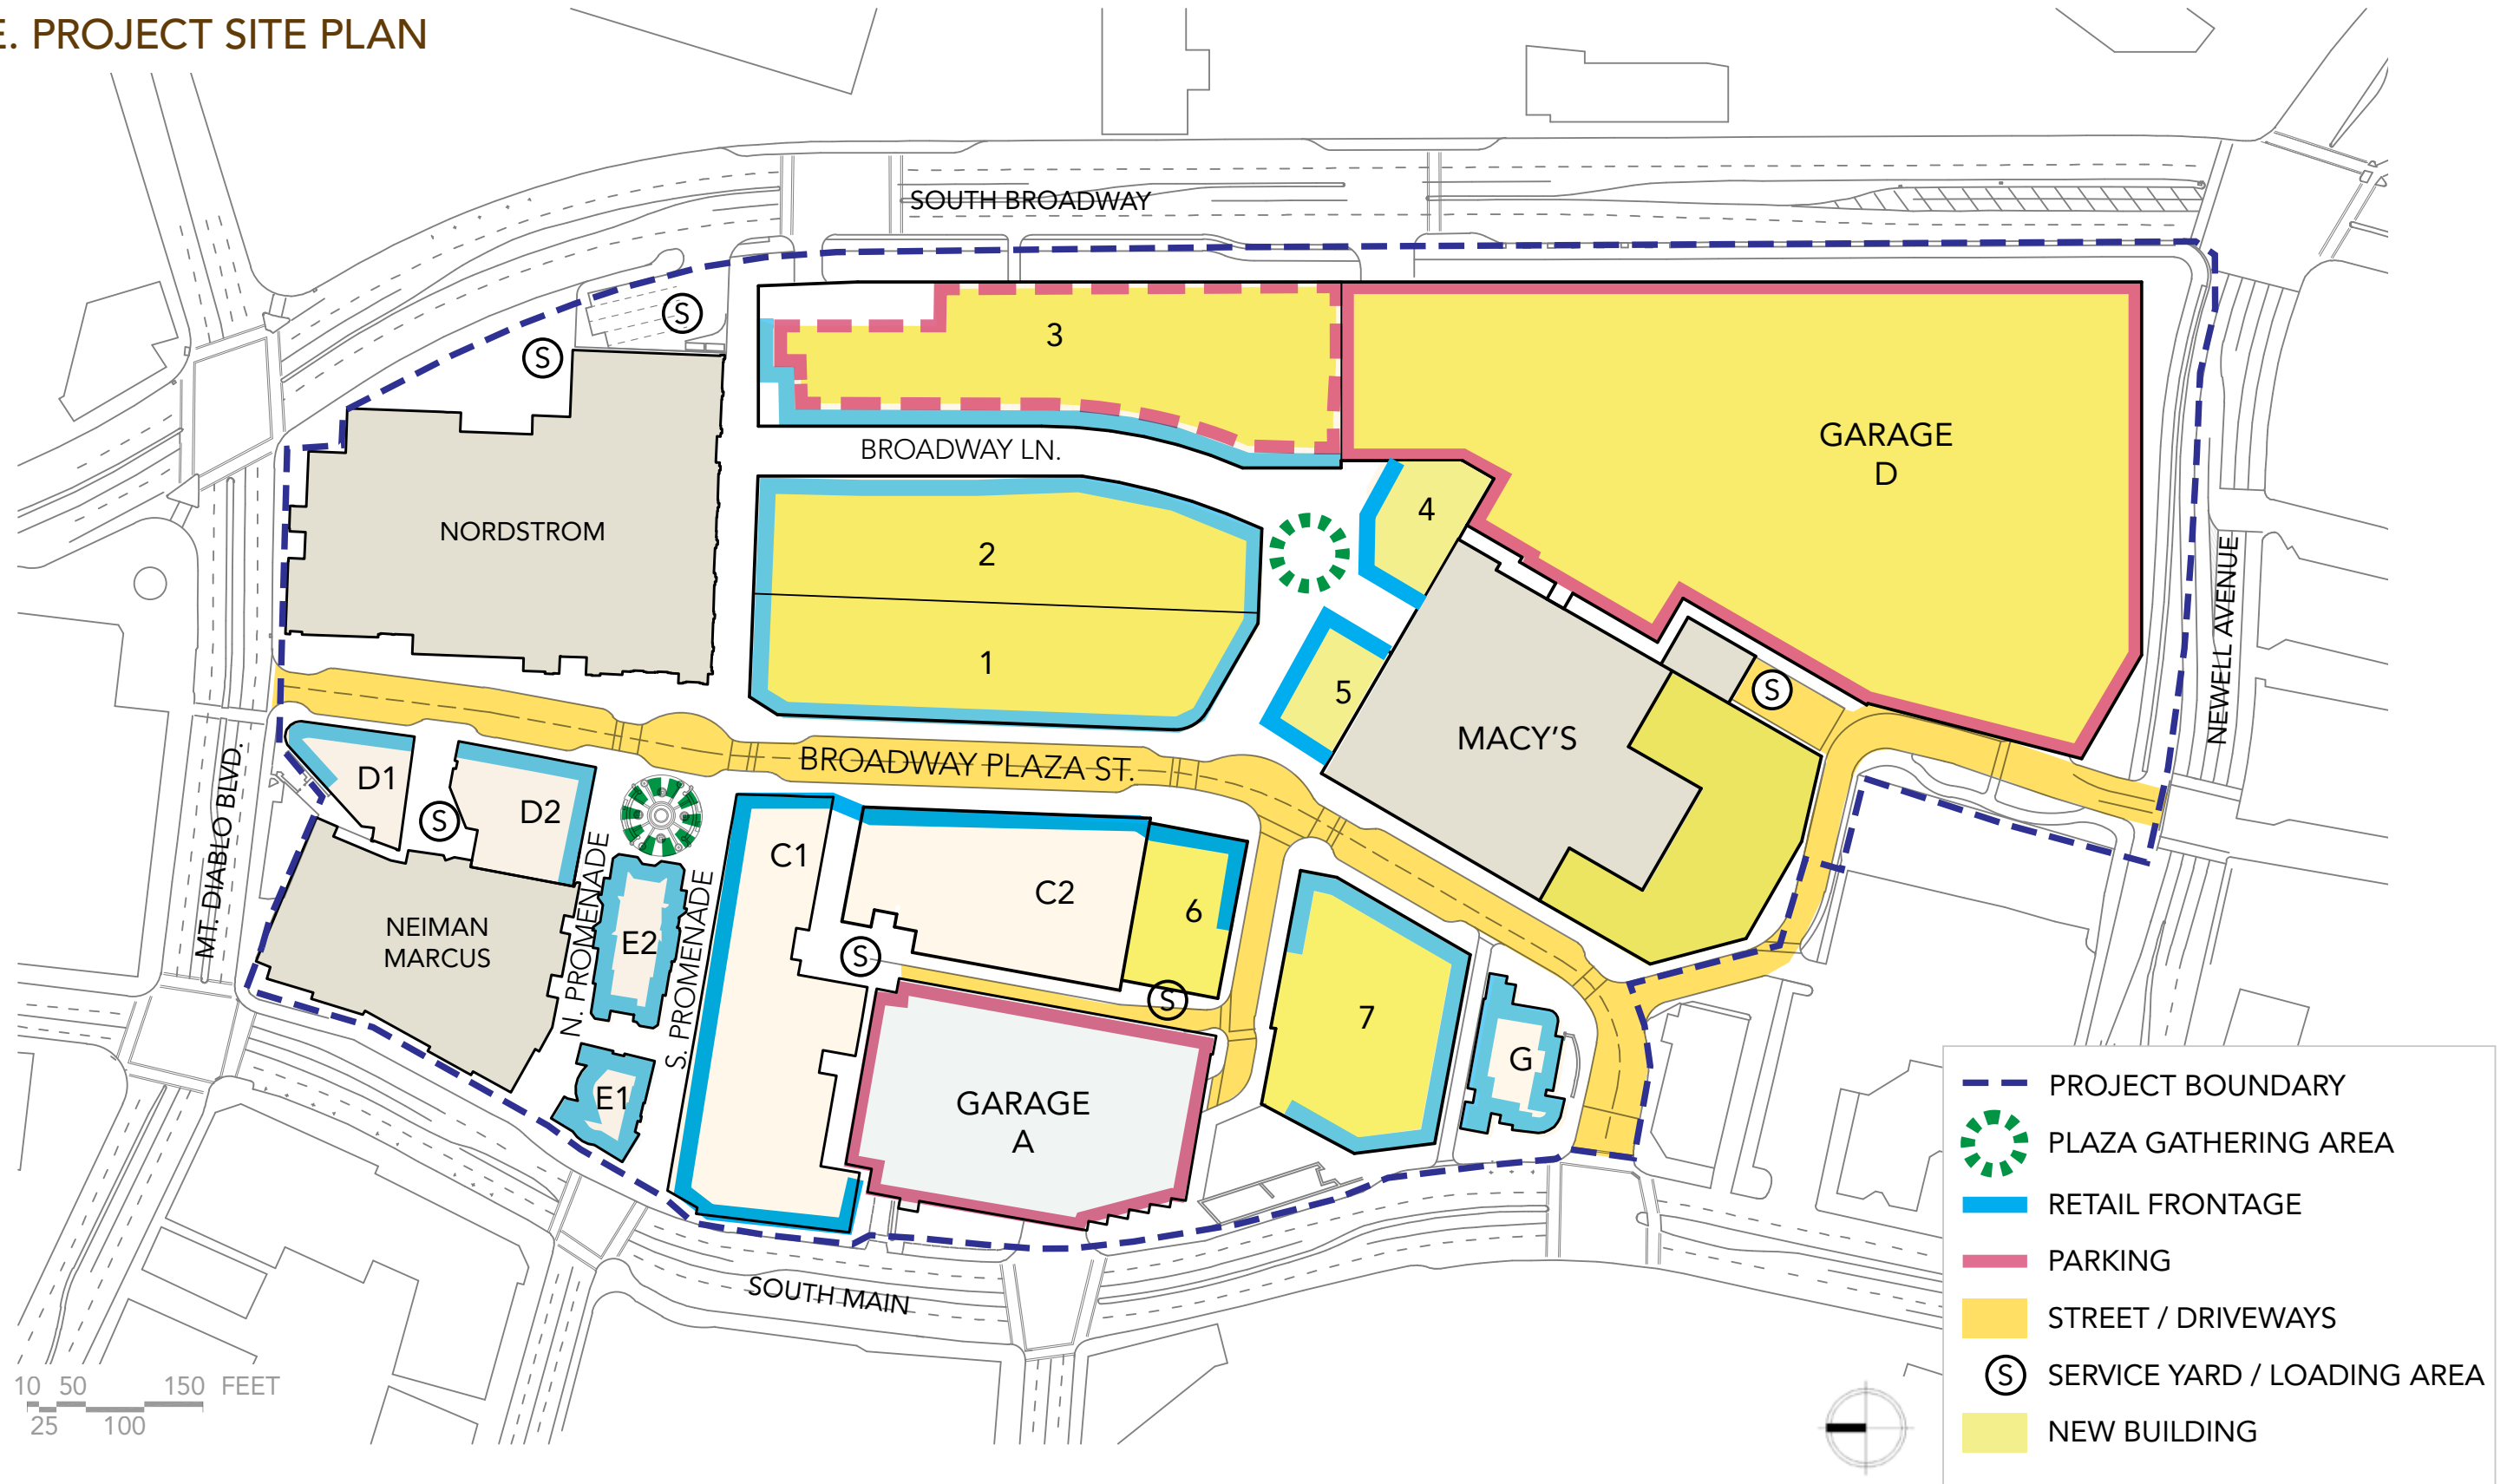 E. PROJECT SITE PLAN
SOUTH BROADWAY
S
S
3
BROADWAY LN.
GARAGE
D
4
NORDSTROM
2
1
5
S
MACY'S
NEWELL AVENUE
MT. DIABLO BLVD.
BROADWAY PLAZA ST.
D1
D2
S
N. PROMENADE
S. PROMENADE
C1
C2
6
NEIMAN
MARCUS
E2
S
S
7
G
E1
GARAGE
A
SOUTH MAIN
PROJECT BOUNDARY
PLAZA GATHERING AREA
RETAIL FRONTAGE
PARKING
STREET / DRIVEWAYS
S SERVICE YARD / LOADING AREA
NEW BUILDING
10 50 150 FEET
25 100